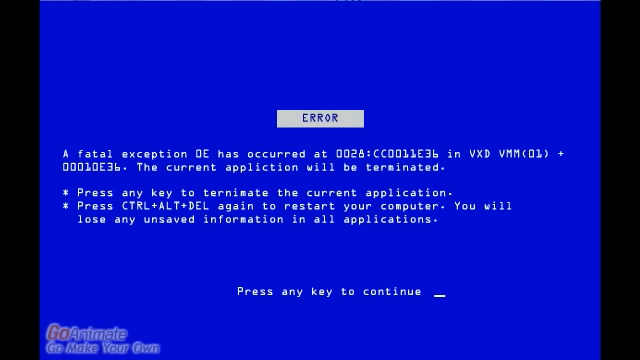 ERROR
A fatal exception 0E has occurred at 0028:CC0011E36 in VXD VMM(01) +
00010E36. The current appliction will be terminated.
* Press any key to ternimate the current application.
* Press CTRL+ALT+DEL again to restart your computer. You will
lose any unsaved information in all applications.
Press any key to continue _
GoAnimate
Go Make Your Own